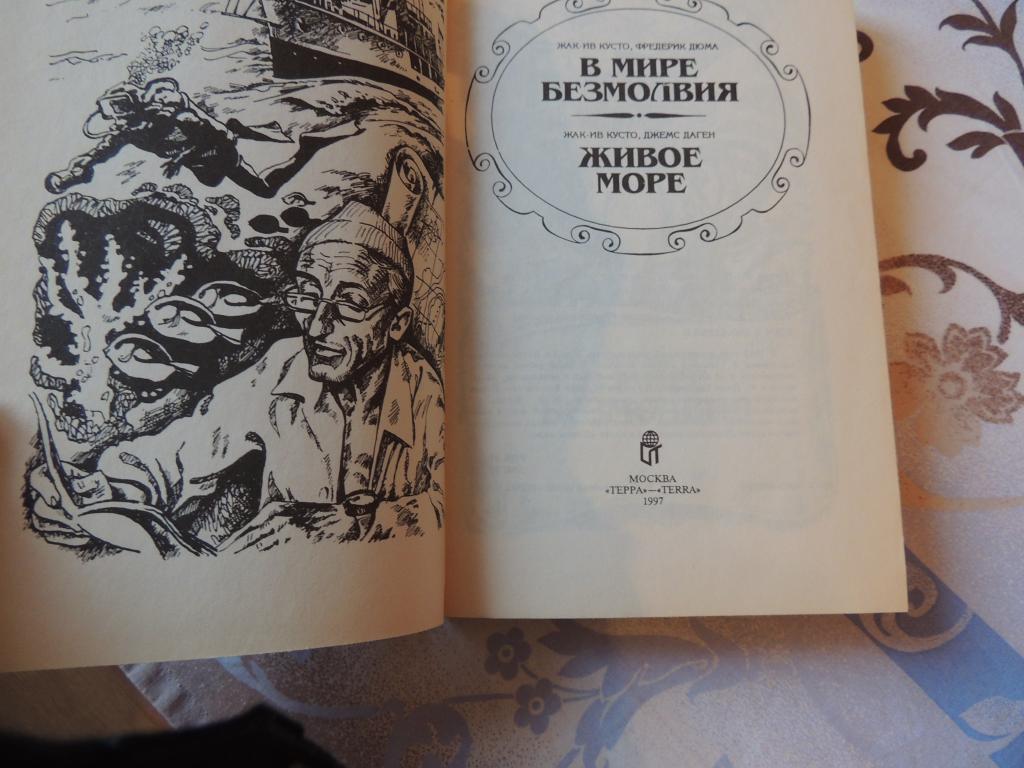 ЖАК-ИВ КУСТО, ФРЕДЕРИК ДЮМА
В МИРЕ
БЕЗМОЛВИЯ
ЖАК-ИВ КУСТО, ДЖЕМС ДАГЕН
ЖИВОЕ
МОРЕ
МОСКВА
«ТЕРРА»—«TERRA»
1997